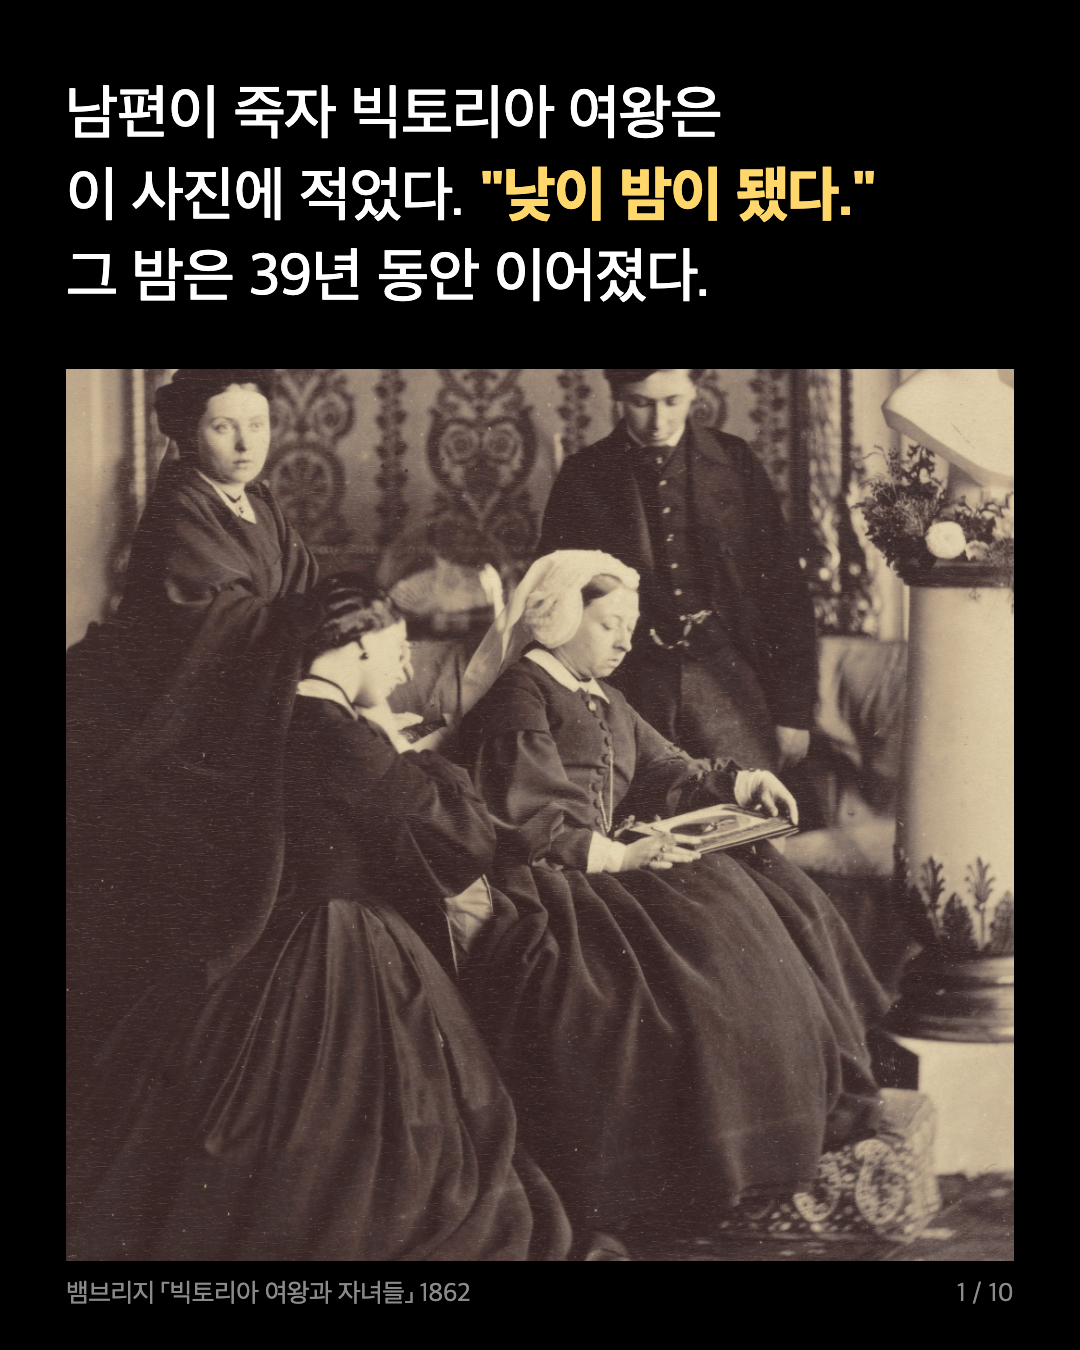 남편이 죽자 빅토리아 여왕은
이 사진에 적었다. "낮이 밤이 됐다."
그 밤은 39년 동안 이어졌다.
뱀브리지 「빅토리아 여왕과 자녀들」 1862
1 / 10